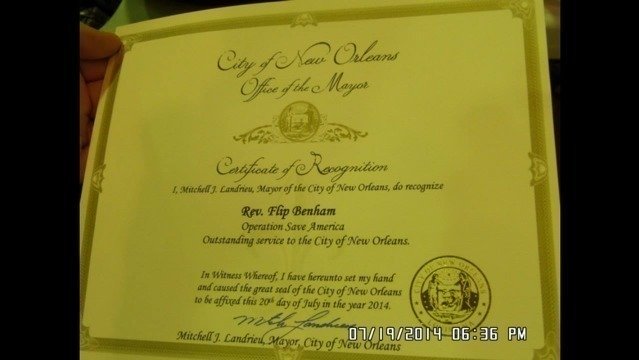 City of New Orleans
Office of the Mayor
Certificate of Recognition
I, Mitchell J. Landrieu, Mayor of the City of New Orleans, do recognize
Rev. Flip Benham
Operation Save America
Outstanding service to the City of New Orleans.
In Witness Whereof, I have hereunto set my hand
and caused the great seal of the City of New Orleans
to be affixed this 20th day of July in the year 2014.
CITY OF NEW ORLEANS
Mitchell J. Landrieu, Mayor, City of New Orleans
07/19/2014 06:36 PM